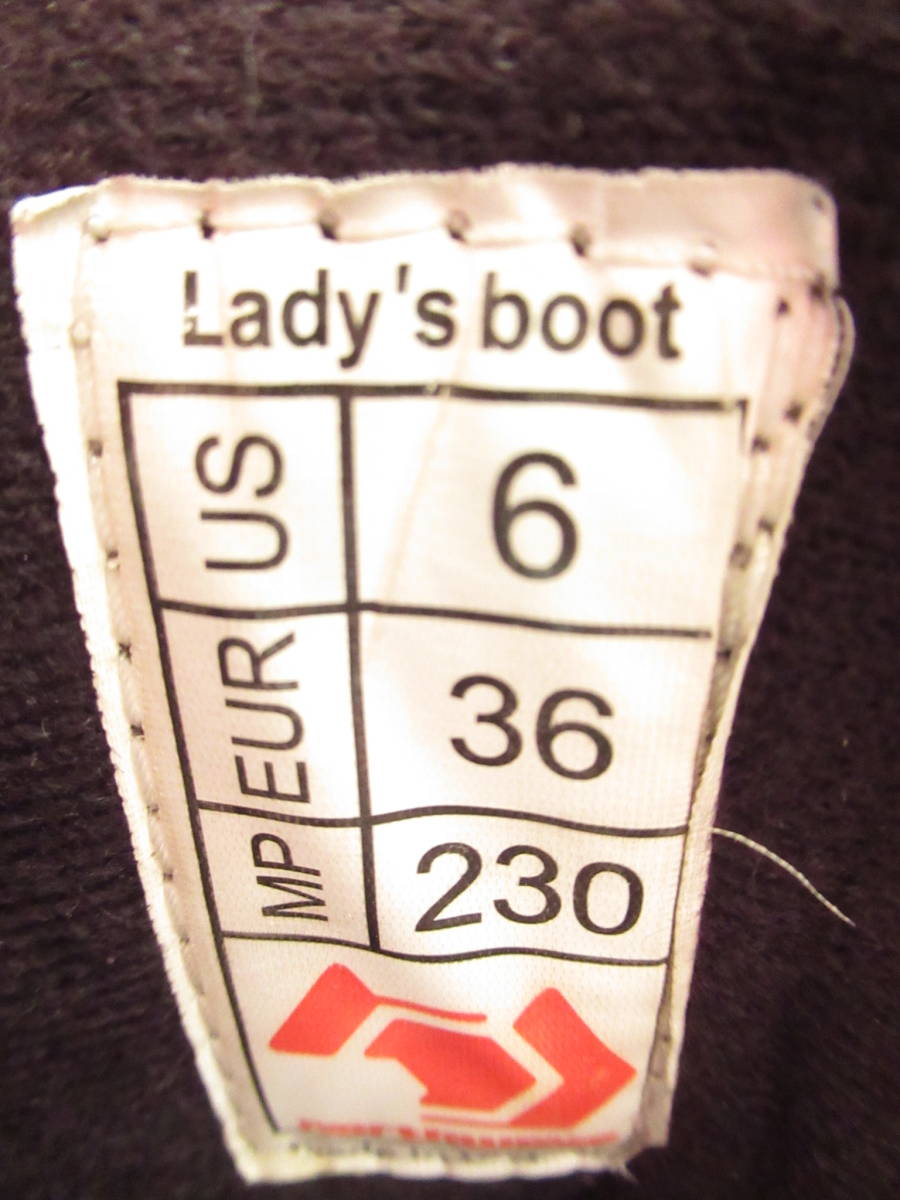 Lady's boot
US 6
EUR 36
MP 230